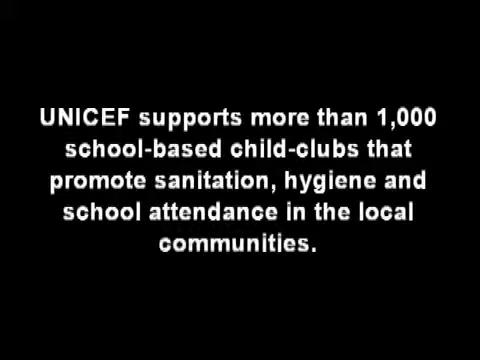 UNICEF supports more than 1,000
school-based child-clubs that
promote sanitation, hygiene and
school attendance in the local
communities.